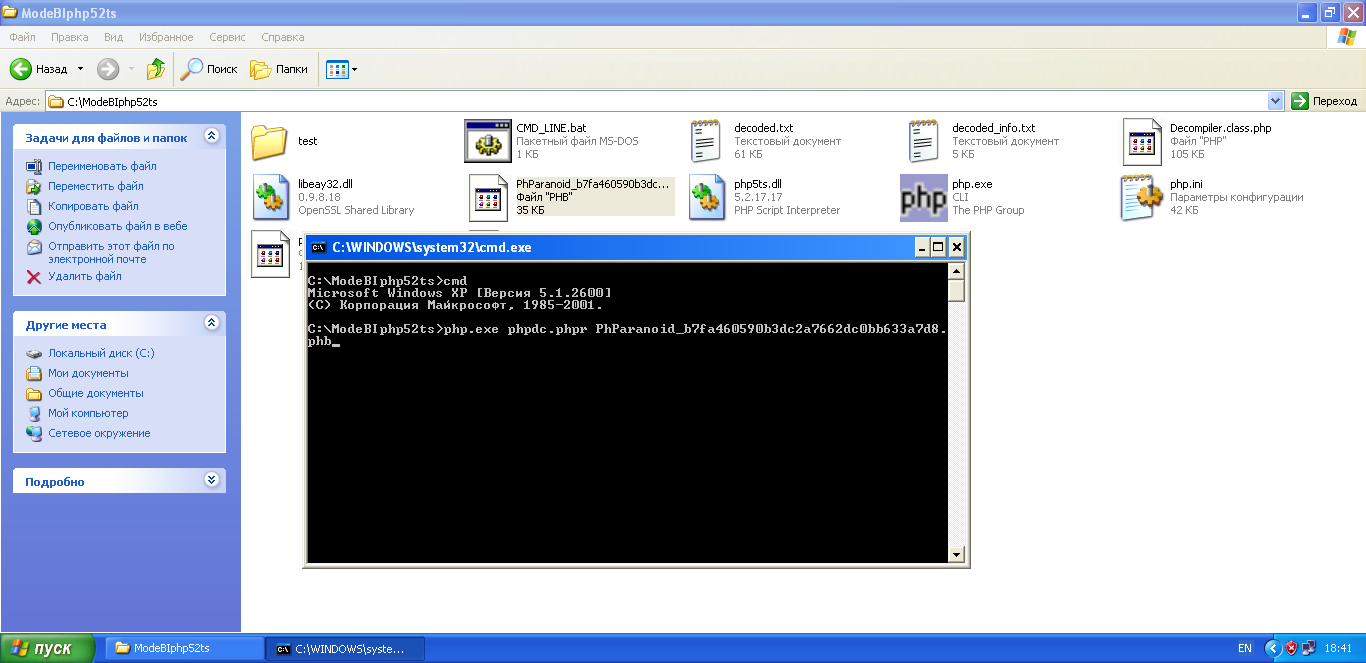 ModeBIphp52ts
Файл Правка Вид Избранное Сервис Справка
Назад Поиск Папки
Адрес: C:\ModeBIphp52ts Переход
Задачи для файлов и папок
Переименовать файл
Переместить файл
Копировать файл
Опубликовать файл в вебе
Отправить этот файл по
электронной почте
Удалить файл
Другие места
Локальный диск (C:)
Мои документы
Общие документы
Мой компьютер
Сетевое окружение
Подробно
test
CMD_LINE.bat
Пакетный файл MS-DOS
1 КБ
decoded.txt
Текстовый документ
61 КБ
decoded_info.txt
Текстовый документ
5 КБ
Decompiler.class.php
Файл "PHP"
105 КБ
libeay32.dll
0.9.8.18
OpenSSL Shared Library
PhParanoid_b7fa460590b3dc...
Файл "PHB"
35 КБ
php5ts.dll
5.2.17.17
PHP Script Interpreter
php
php.exe
CLI
The PHP Group
php.ini
Параметры конфигурации
42 КБ
C:\WINDOWS\system32\cmd.exe
C:\ModeBIphp52ts>cmd
Microsoft Windows XP [Версия 5.1.2600]
(С) Корпорация Майкрософт, 1985-2001.
C:\ModeBIphp52ts>php.exe phpdc.phpr PhParanoid_b7fa460590b3dc2a7662dc0bb633a7d8.
phb_
пуск ModeBIphp52ts C:\WINDOWS\syste... EN 18:41